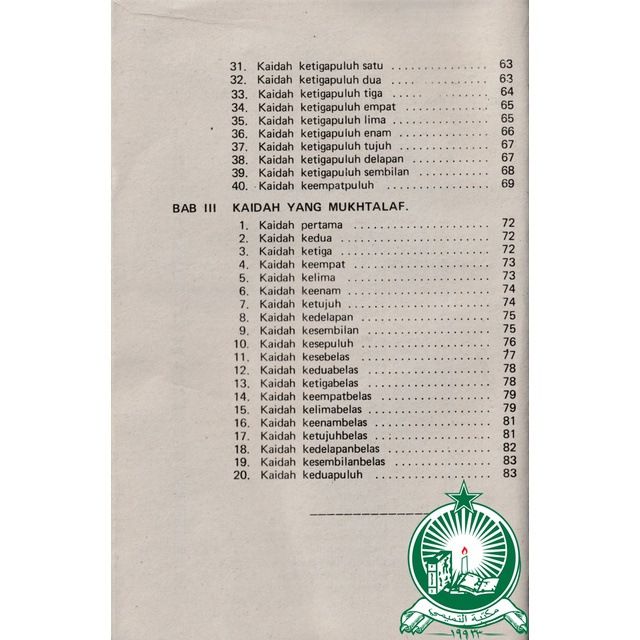 31. Kaidah ketigapuluh satu ............... 63
32. Kaidah ketigapuluh dua ............... 63
33. Kaidah ketigapuluh tiga ............... 64
34. Kaidah ketigapuluh empat ............... 65
35. Kaidah ketigapuluh lima ............... 65
36. Kaidah ketigapuluh enam ............... 66
37. Kaidah ketigapuluh tujuh ............... 67
38. Kaidah ketigapuluh delapan ............... 67
39. Kaidah ketigapuluh sembilan ............... 68
40. Kaidah keempatpuluh ............... 69
BAB III KAIDAH YANG MUKHTALAF.
1. Kaidah pertama ............... 72
2. Kaidah kedua ............... 72
3. Kaidah ketiga ............... 72
4. Kaidah keempat ............... 73
5. Kaidah kelima ............... 73
6. Kaidah keenam ............... 74
7. Kaidah ketujuh ............... 74
8. Kaidah kedelapan ............... 75
9. Kaidah kesembilan ............... 75
10. Kaidah kesepuluh ............... 76
11. Kaidah kesebelas ............... 77
12. Kaidah keduabelas ............... 78
13. Kaidah ketigabelas ............... 78
14. Kaidah keempatbelas ............... 79
15. Kaidah kelimabelas ............... 79
16. Kaidah keenambelas ............... 81
17. Kaidah ketujuhbelas ............... 81
18. Kaidah kedelapanbelas ............... 82
19. Kaidah kesembilanbelas ............... 83
20. Kaidah keduapuluh ............... 83
مكتبة التميمي
١٩٩٣